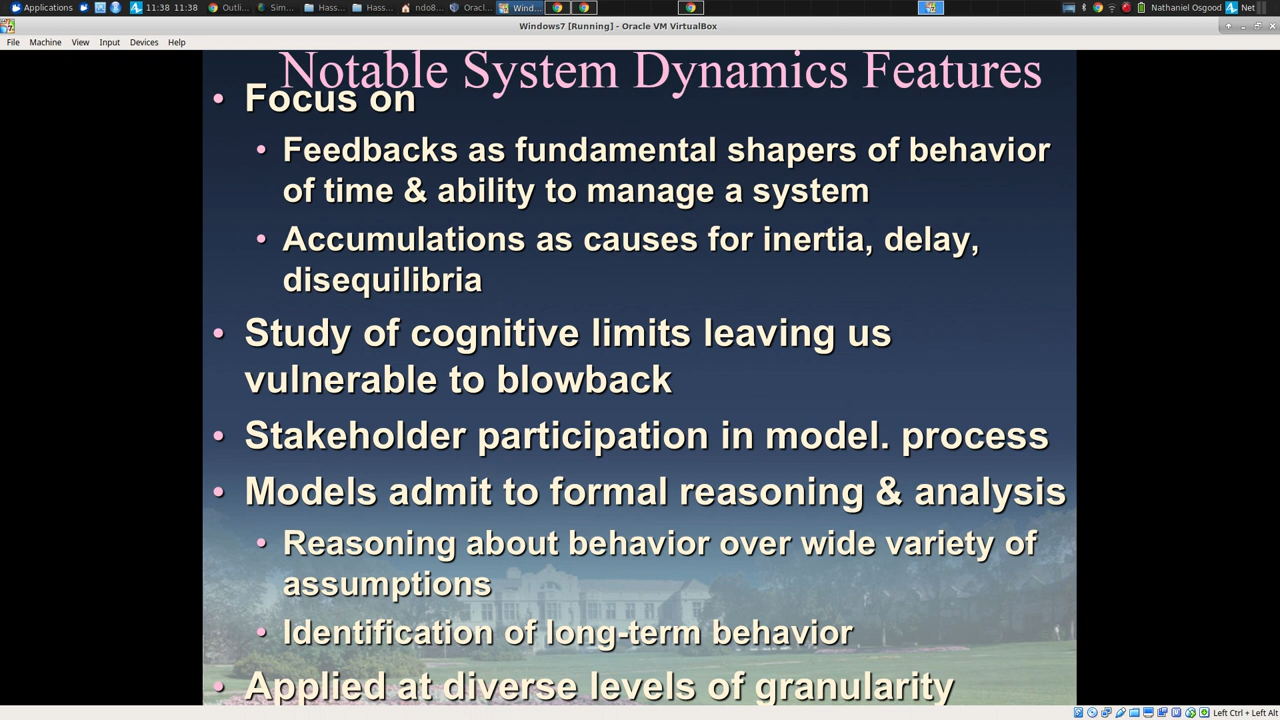 Applications
11:38 11:38
Outli...
Sim...
Hass...
Hass...
ndo8...
Oracl...
Wind...
Nathaniel Osgood
Net
Windows7 [Running] - Oracle VM VirtualBox
File Machine View Input Devices Help
Notable System Dynamics Features
• Focus on
• Feedbacks as fundamental shapers of behavior
of time & ability to manage a system
• Accumulations as causes for inertia, delay,
disequilibria
• Study of cognitive limits leaving us
vulnerable to blowback
• Stakeholder participation in model. process
• Models admit to formal reasoning & analysis
• Reasoning about behavior over wide variety of
assumptions
• Identification of long-term behavior
• Applied at diverse levels of granularity
Left Ctrl + Left Alt